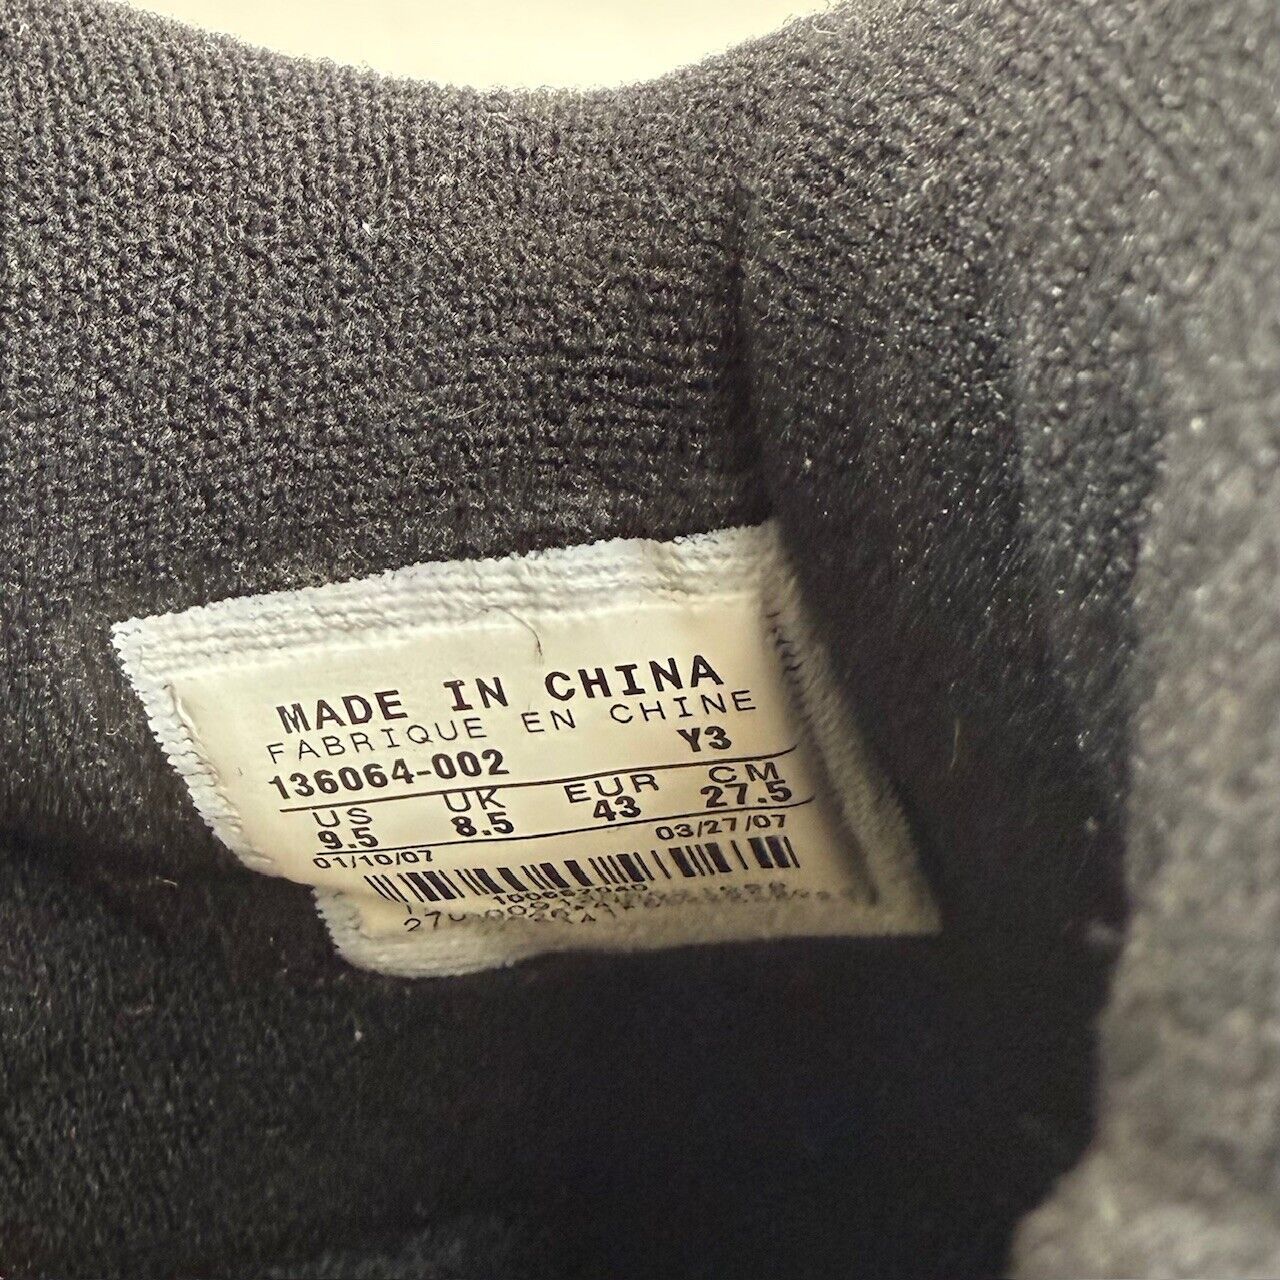 MADE IN CHINA
FABRIQUE EN CHINE
136064-002 Y3
US UK EUR CM
9.5 8.5 43 27.5
01/10/07 03/27/07
100652040